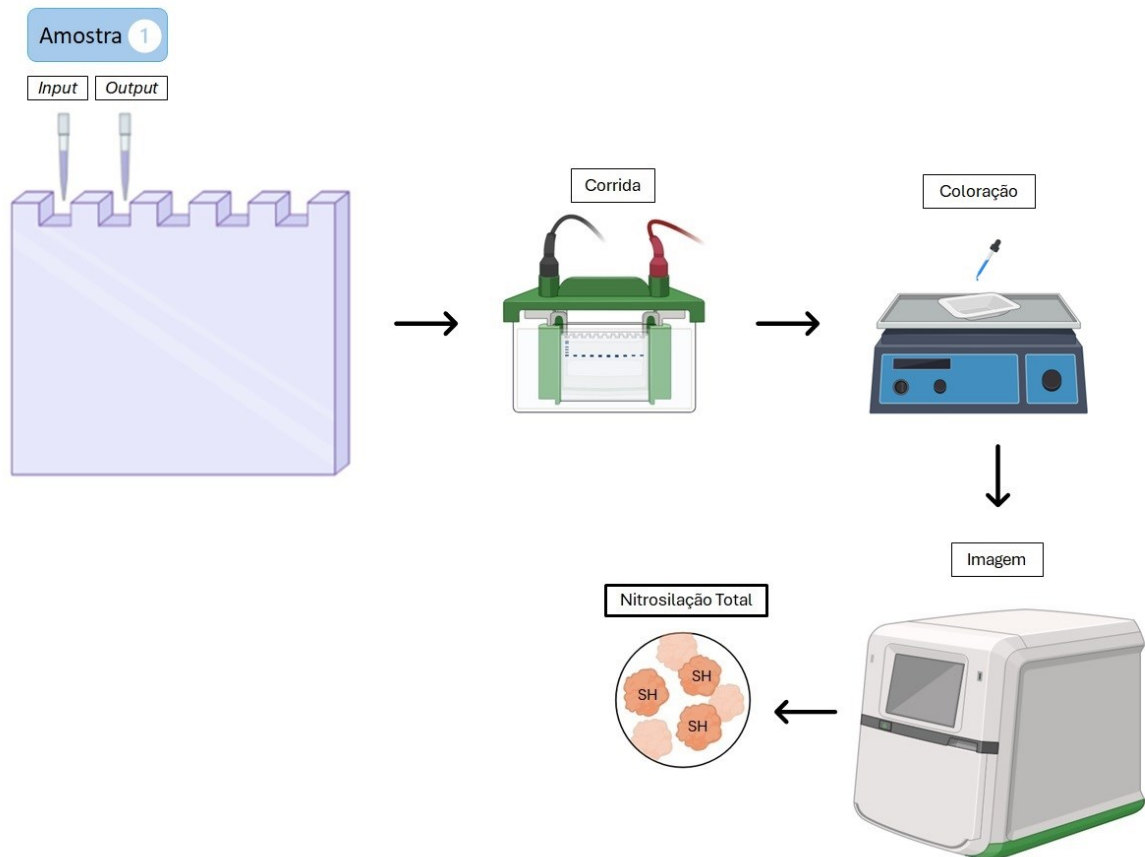 Amostra 1
Input Output
Corrida
Coloração
Imagem
Nitrosilação Total
SH
SH
SH